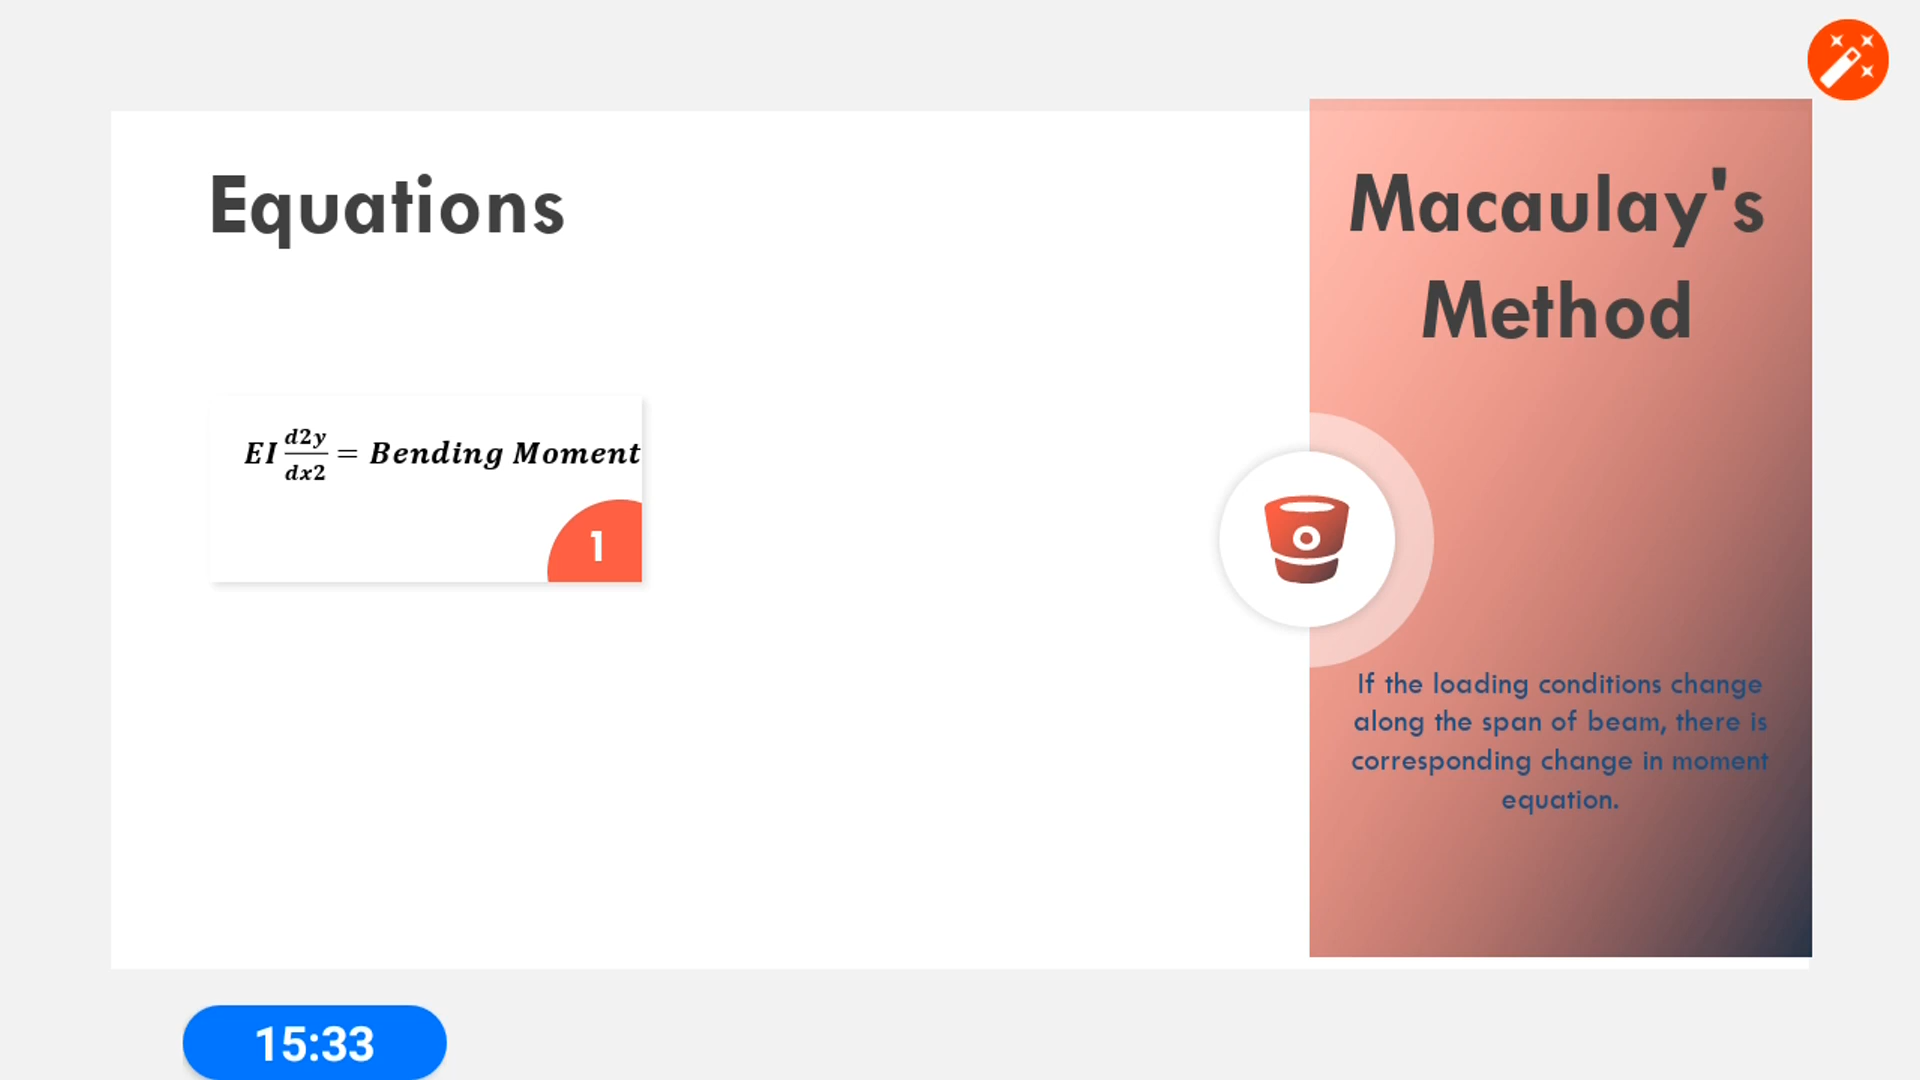 Equations
Macaulay's
Method
EI d2y/dx2 = Bending Moment
1
If the loading conditions change
along the span of beam, there is
corresponding change in moment
equation.
15:33